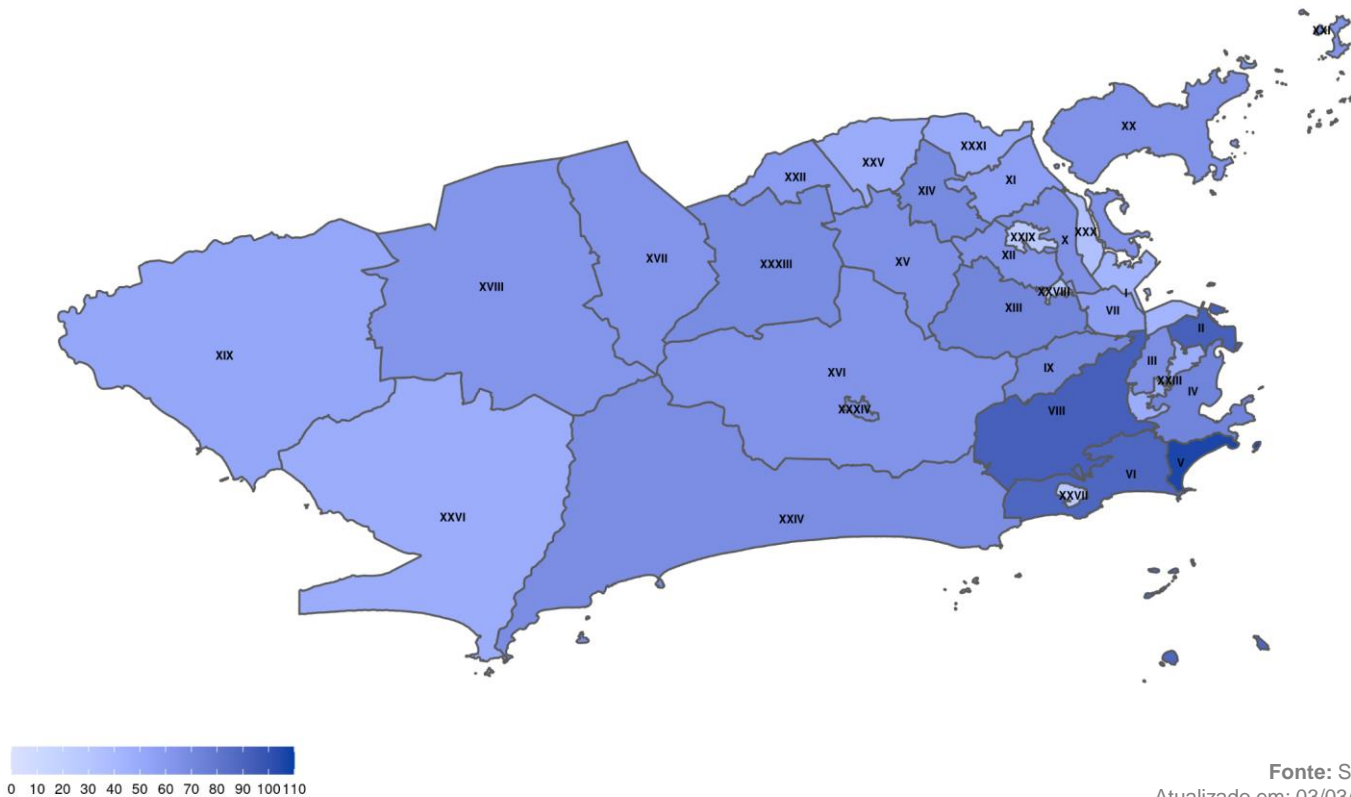 XXI
XX
XXXI
XXV
XXII
XI
XIV
XXX
XXIX
X
XII
XVII
XXXIII
XV
XVIII
XXVIII
I
XIII
VII
II
XIX
III
IX
XVI
XXIII
IV
XXXIV
VIII
V
VI
XXVII
XXVI
XXIV
0 10 20 30 40 50 60 70 80 90 100 110
Fonte: S
Atualizado em: 03/03/